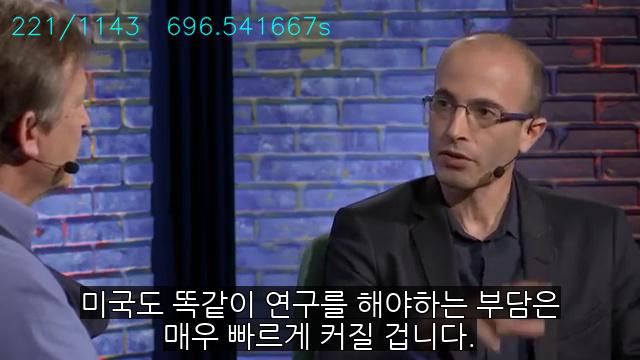 221/1143 696.541667s
미국도 똑같이 연구를 해야하는 부담은
매우 빠르게 커질 겁니다.